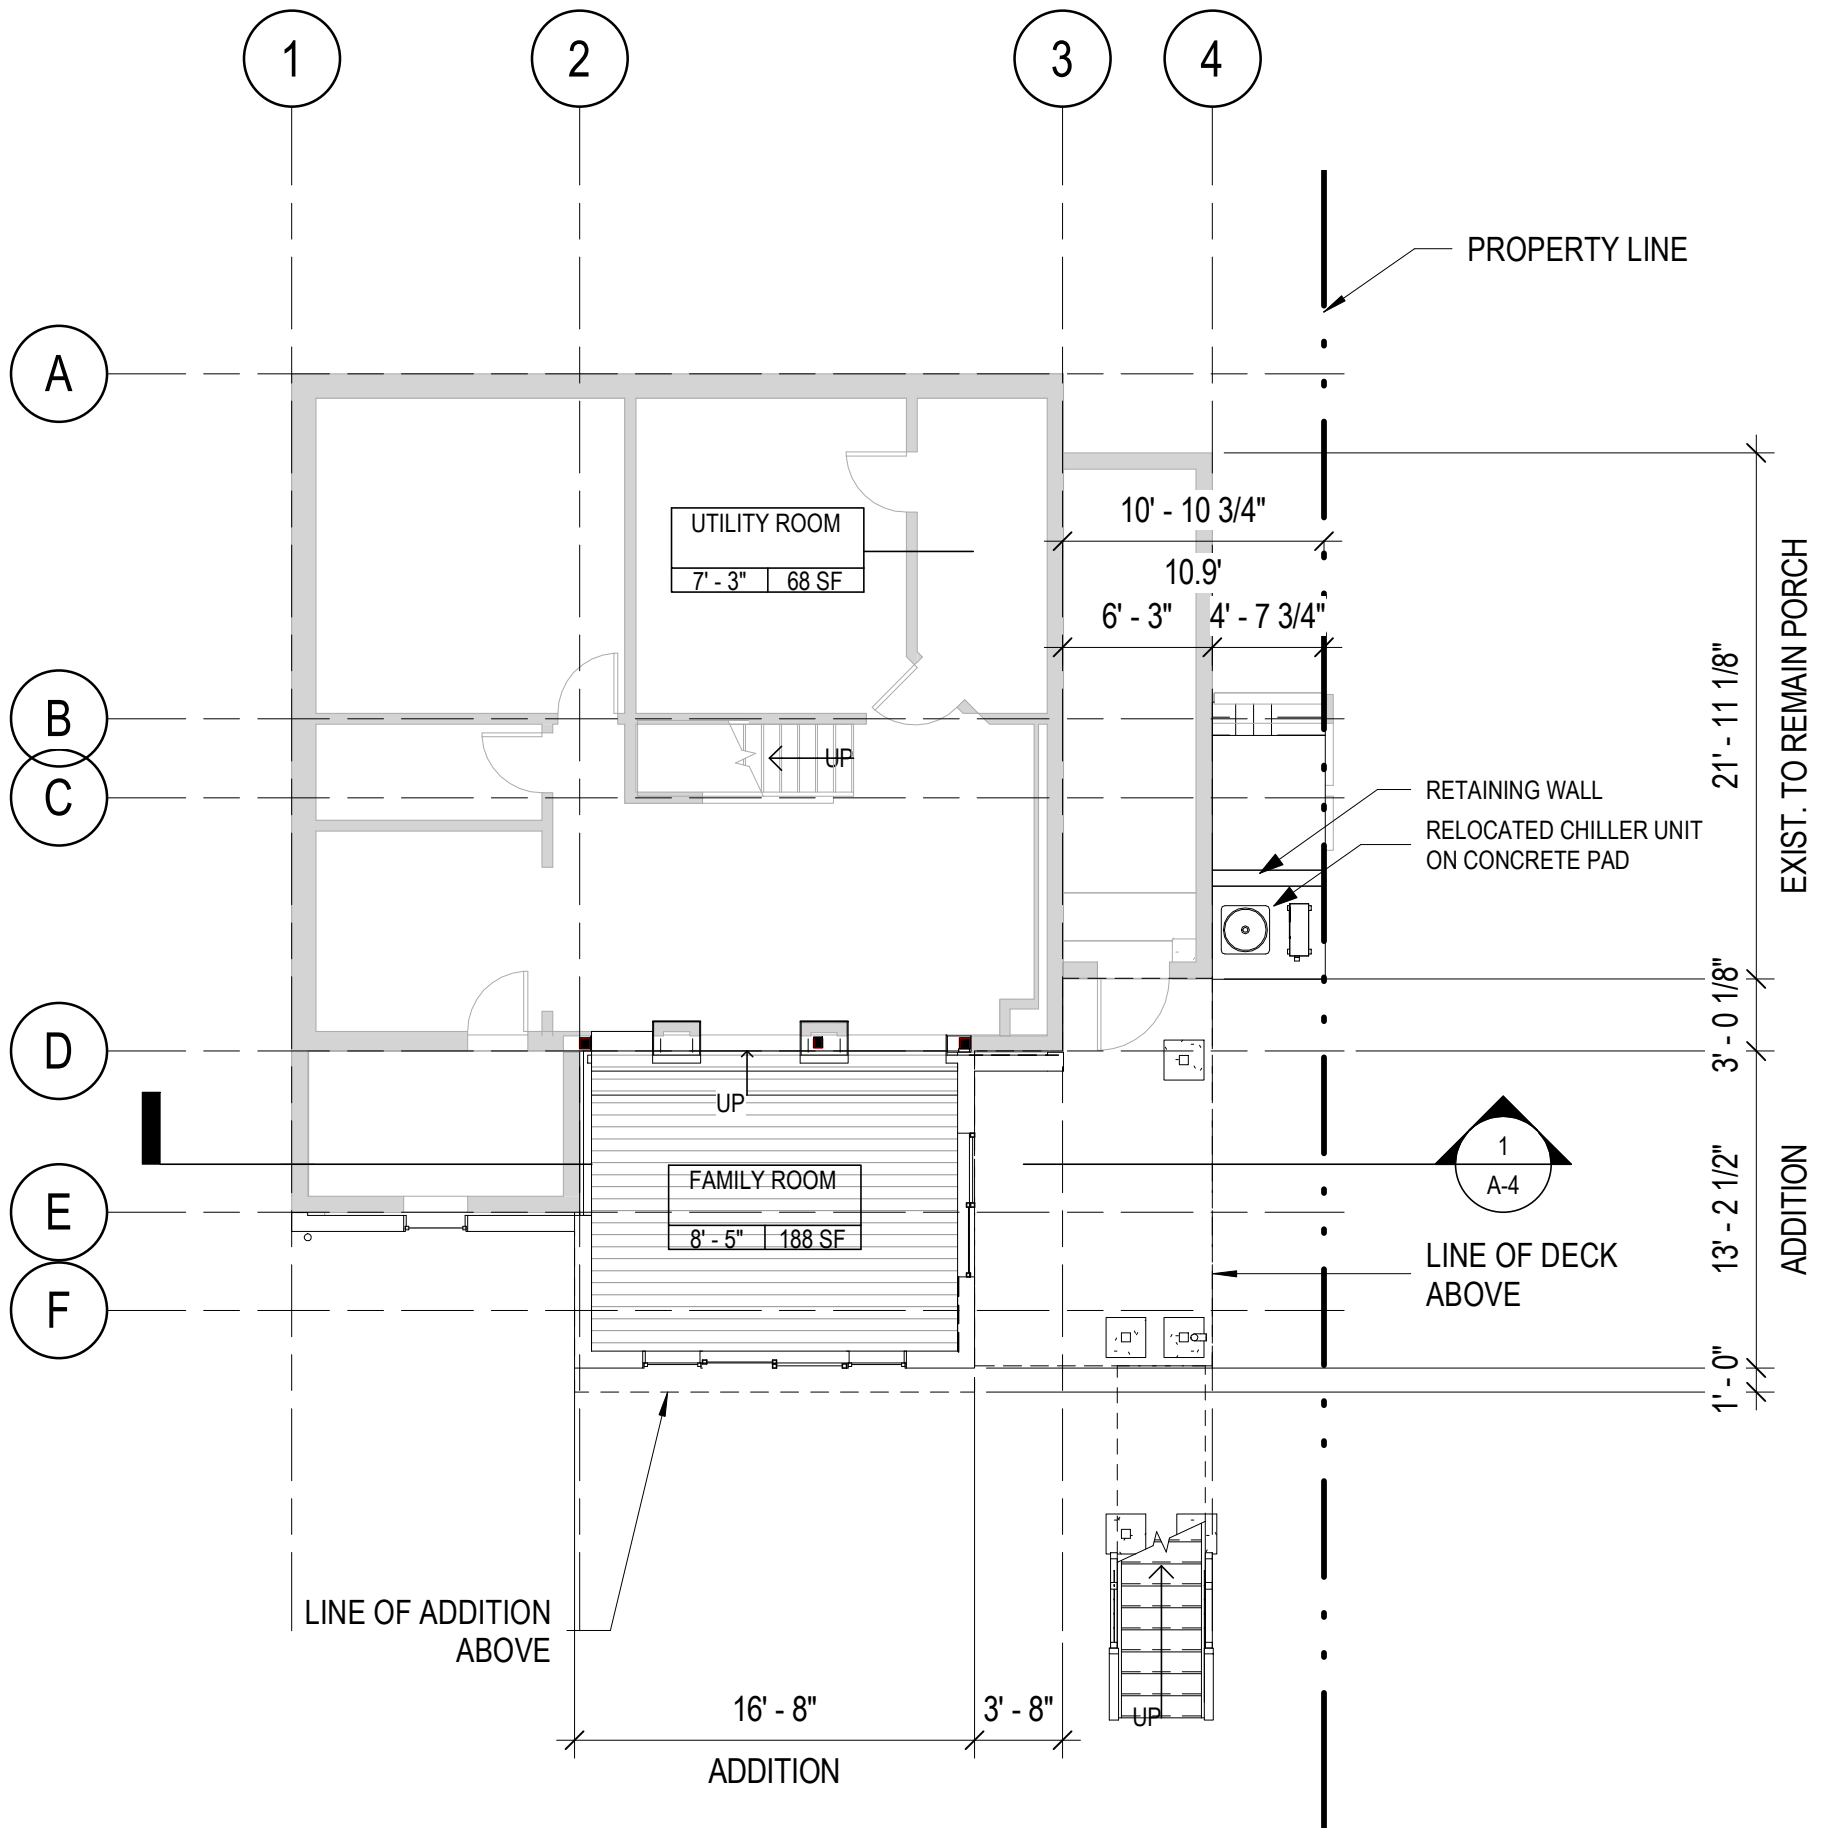 1
2
3
4
PROPERTY LINE
A
10' - 10 3/4"
UTILITY ROOM
7' - 3"
68 SF
10.9'
6' - 3"
4' - 7 3/4"
21' - 11 1/8"
EXIST. TO REMAIN PORCH
B
UP
C
RETAINING WALL
RELOCATED CHILLER UNIT
ON CONCRETE PAD
3' - 0 1/8"
D
UP
1
A-4
FAMILY ROOM
8' - 5"
188 SF
E
13' - 2 1/2"
ADDITION
LINE OF DECK
ABOVE
F
1' - 0"
LINE OF ADDITION
ABOVE
16' - 8"
3' - 8"
UP
ADDITION